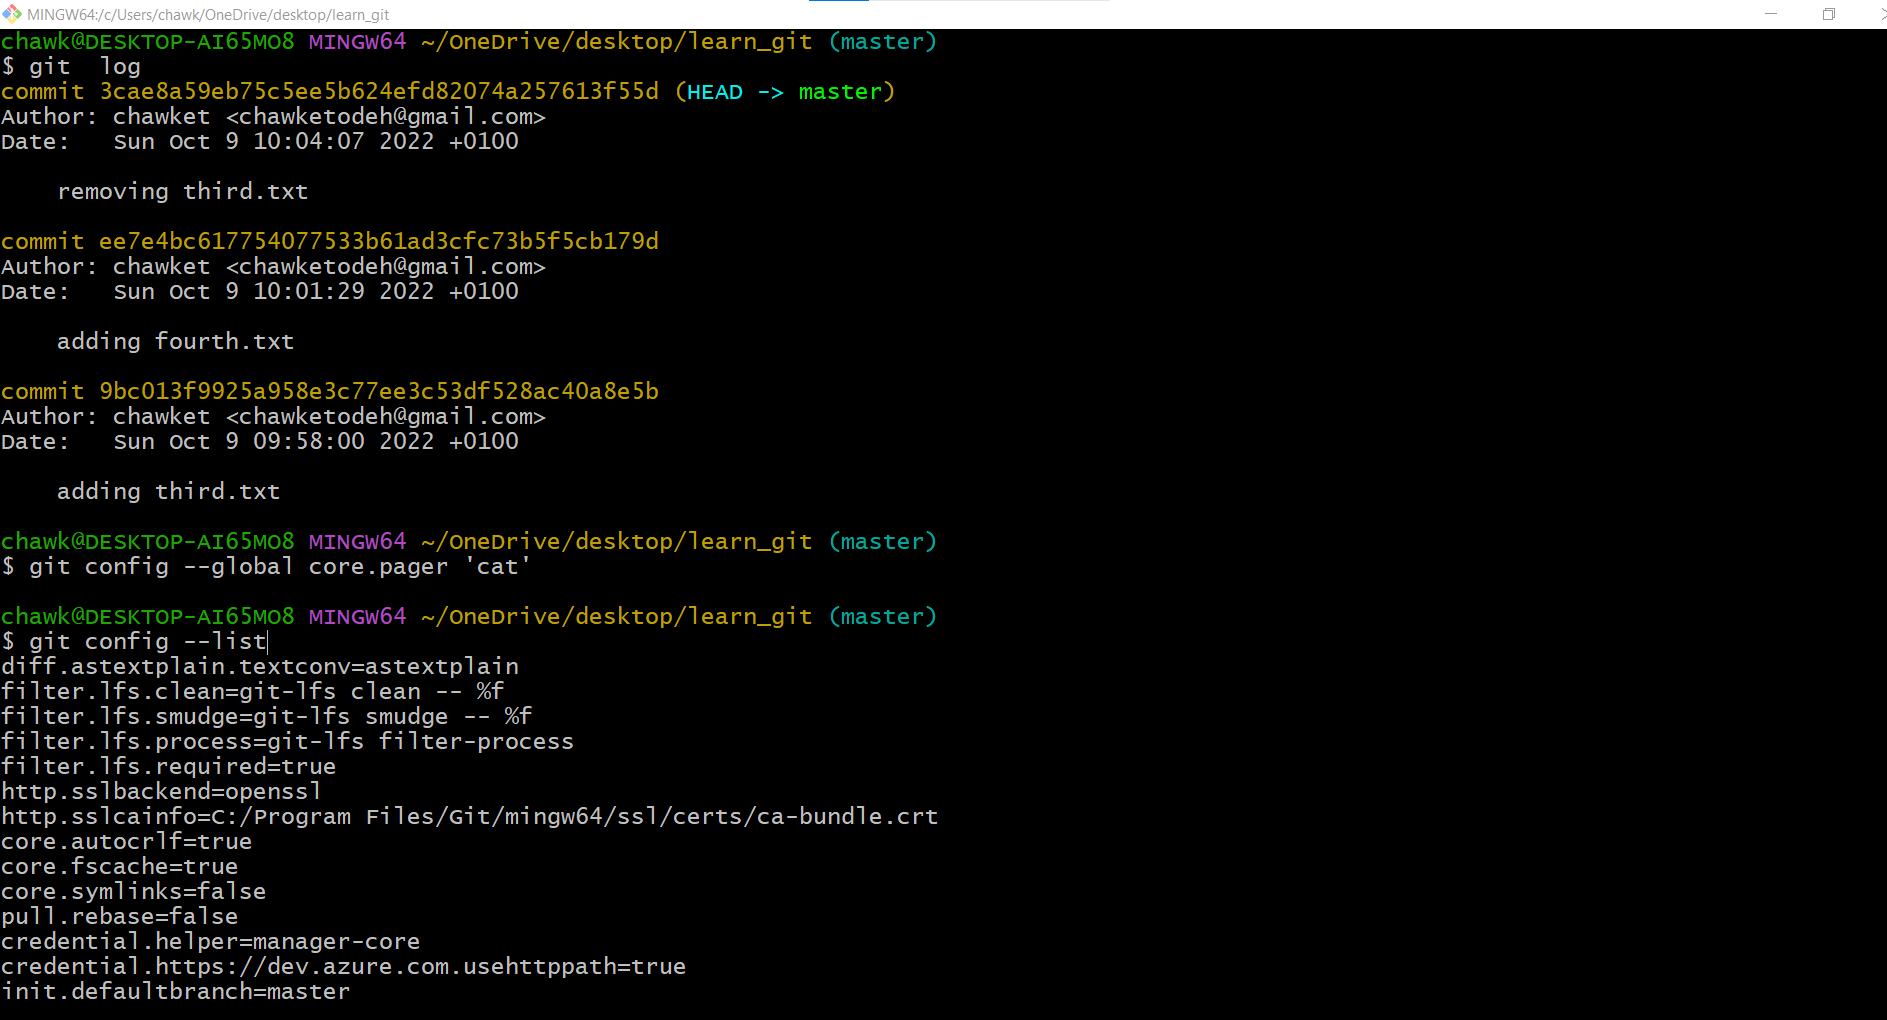 MINGW64:/c/Users/chawk/OneDrive/desktop/learn_git
chawk@DESKTOP-AI65MO8 MINGW64 ~/OneDrive/desktop/learn_git (master)
$ git  log
commit 3cae8a59eb75c5ee5b624efd82074a257613f55d (HEAD -> master)
Author: chawket <chawketodeh@gmail.com>
Date:   Sun Oct 9 10:04:07 2022 +0100
    removing third.txt
commit ee7e4bc617754077533b61ad3cfc73b5f5cb179d
Author: chawket <chawketodeh@gmail.com>
Date:   Sun Oct 9 10:01:29 2022 +0100
    adding fourth.txt
commit 9bc013f9925a958e3c77ee3c53df528ac40a8e5b
Author: chawket <chawketodeh@gmail.com>
Date:   Sun Oct 9 09:58:00 2022 +0100
    adding third.txt
chawk@DESKTOP-AI65MO8 MINGW64 ~/OneDrive/desktop/learn_git (master)
$ git config --global core.pager 'cat'
chawk@DESKTOP-AI65MO8 MINGW64 ~/OneDrive/desktop/learn_git (master)
$ git config --list
diff.astextplain.textconv=astextplain
filter.lfs.clean=git-lfs clean -- %f
filter.lfs.smudge=git-lfs smudge -- %f
filter.lfs.process=git-lfs filter-process
filter.lfs.required=true
http.sslbackend=openssl
http.sslcainfo=C:/Program Files/Git/mingw64/ssl/certs/ca-bundle.crt
core.autocrlf=true
core.fscache=true
core.symlinks=false
pull.rebase=false
credential.helper=manager-core
credential.https://dev.azure.com.usehttppath=true
init.defaultbranch=master